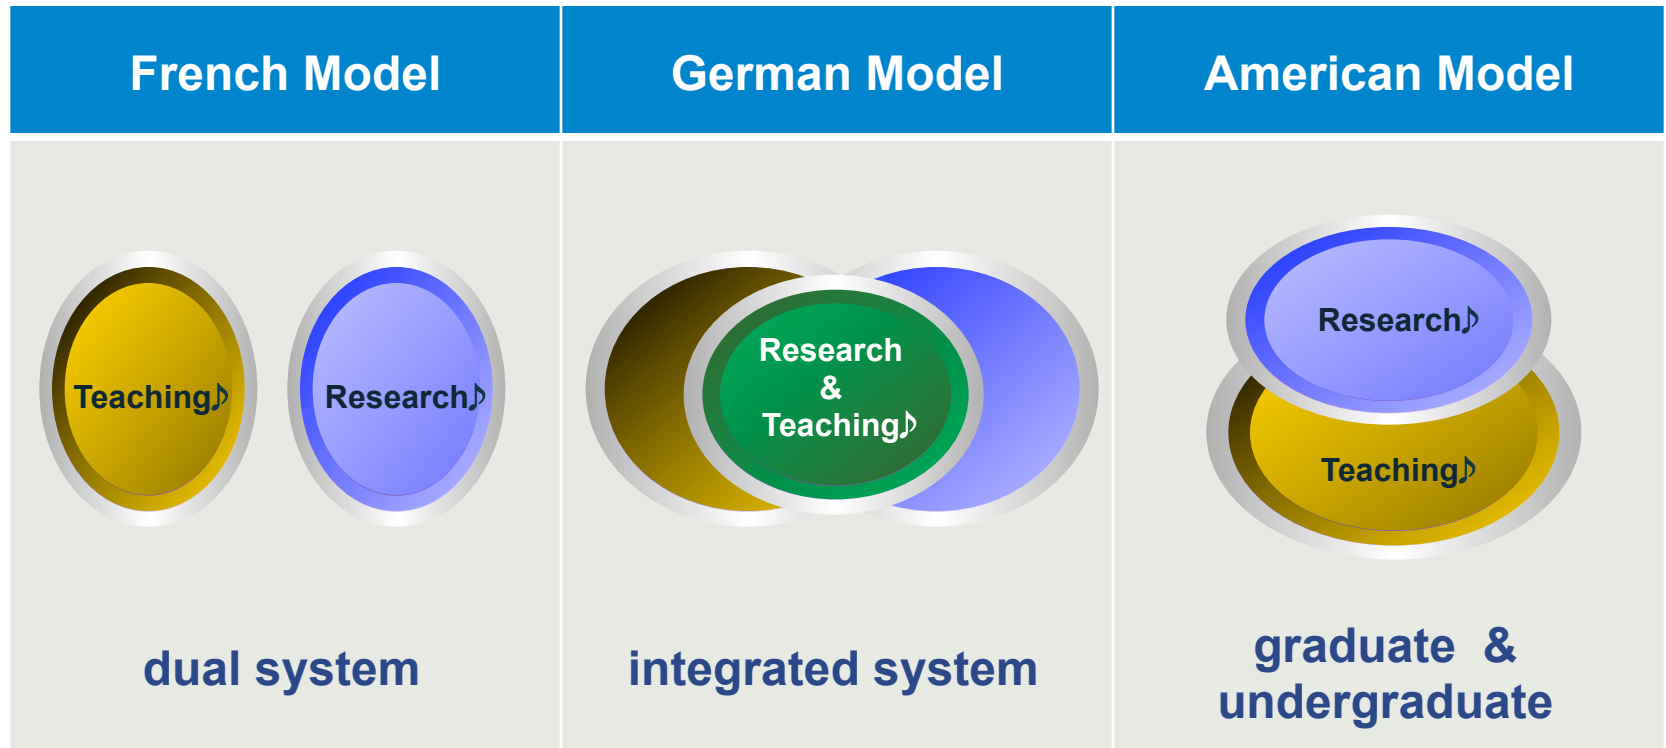 French Model
German Model
American Model
Teaching♪
Research♪
Research
&
Teaching♪
Research♪
Teaching♪
dual system
integrated system
graduate &
undergraduate